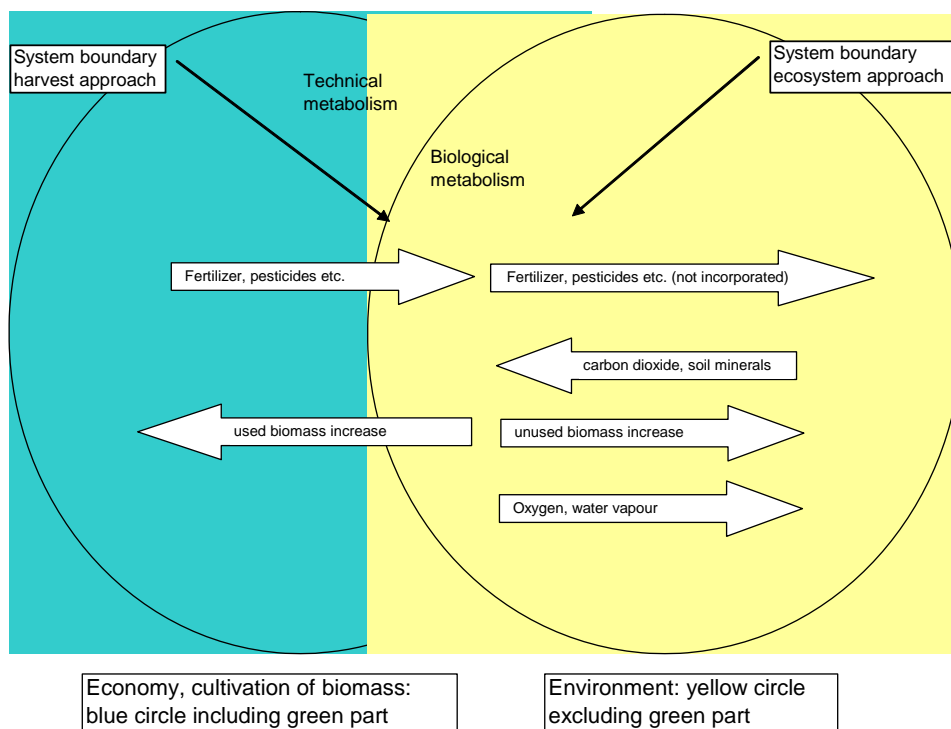 System boundary
harvest approach
System boundary
ecosystem approach
Technical
metabolism
Biological
metabolism
Fertilizer, pesticides etc.
Fertilizer, pesticides etc. (not incorporated)
carbon dioxide, soil minerals
used biomass increase
unused biomass increase
Oxygen, water vapour
Economy, cultivation of biomass:
blue circle including green part
Environment: yellow circle
excluding green part